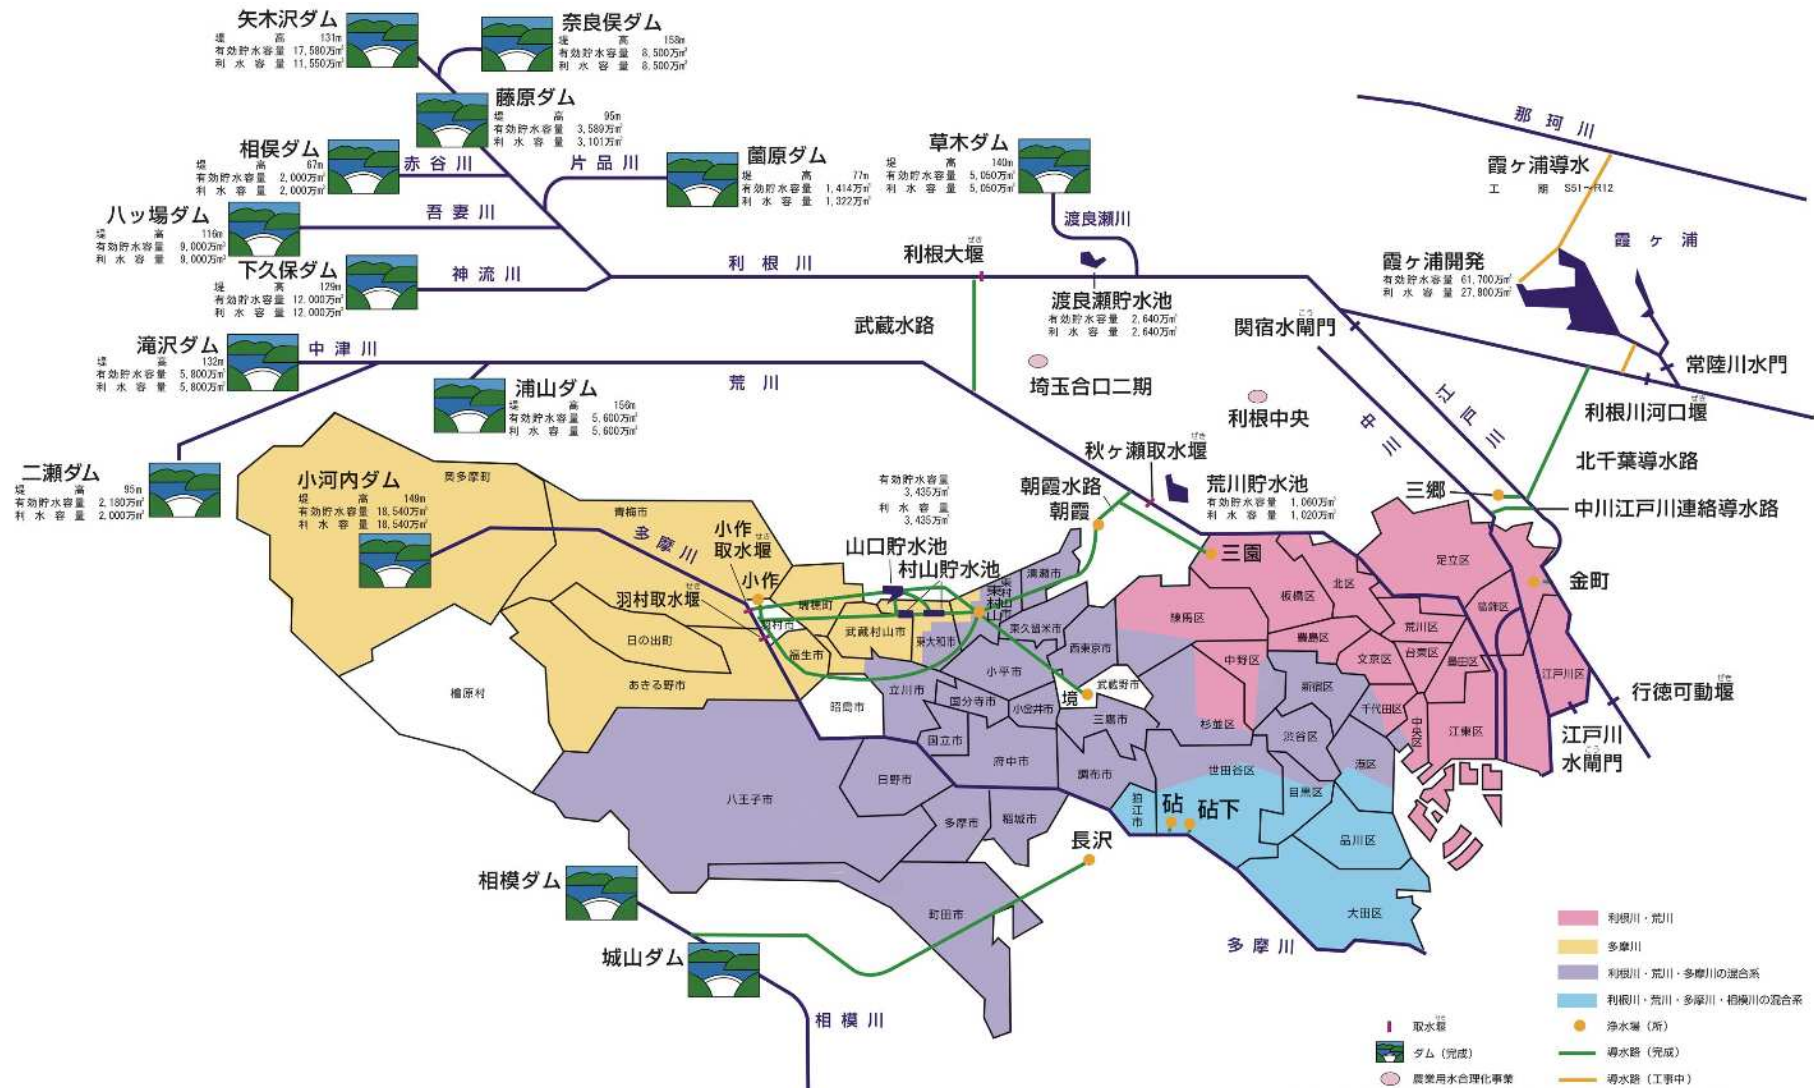 矢木沢ダム
堤高 131m
有効貯水容量 17,580万㎥
利水容量 11,550万㎥
奈良俣ダム
堤高 158m
有効貯水容量 8,500万㎥
利水容量 8,500万㎥
藤原ダム
堤高 95m
有効貯水容量 3,589万㎥
利水容量 3,101万㎥
相俣ダム
堤高 67m
有効貯水容量 2,000万㎥
利水容量 2,000万㎥
赤谷川
片品川
薗原ダム
堤高 77m
有効貯水容量 1,414万㎥
利水容量 1,322万㎥
草木ダム
堤高 140m
有効貯水容量 5,050万㎥
利水容量 5,050万㎥
渡良瀬川
那珂川
霞ヶ浦導水
工期 S51~R12
霞ヶ浦
霞ヶ浦開発
有効貯水容量 61,700万㎥
利水容量 27,800万㎥
八ッ場ダム
堤高 116m
有効貯水容量 9,000万㎥
利水容量 9,000万㎥
吾妻川
下久保ダム
堤高 129m
有効貯水容量 12,000万㎥
利水容量 12,000万㎥
神流川
利根川
利根大堰
ぜき
渡良瀬貯水池
有効貯水容量 2,640万㎥
利水容量 2,640万㎥
武蔵水路
関宿水閘門
こう
常陸川水門
利根川河口堰
ぜき
滝沢ダム
堤高 132m
有効貯水容量 5,800万㎥
利水容量 5,800万㎥
中津川
荒川
浦山ダム
堤高 156m
有効貯水容量 5,600万㎥
利水容量 5,600万㎥
埼玉合口二期
利根中央
中川
江戸川
北千葉導水路
中川江戸川連絡導水路
三郷
二瀬ダム
堤高 95m
有効貯水容量 2,180万㎥
利水容量 2,000万㎥
小河内ダム
堤高 149m
有効貯水容量 18,540万㎥
利水容量 18,540万㎥
有効貯水容量
3,435万㎥
利水容量
3,435万㎥
秋ヶ瀬取水堰
ぜき
朝霞水路
朝霞
荒川貯水池
有効貯水容量 1,060万㎥
利水容量 1,020万㎥
三園
金町
奥多摩町
青梅市
多摩川
小作
取水堰
ぜき
小作
羽村取水堰
ぜき
山口貯水池
村山貯水池
瑞穂町
羽村市
武蔵村山市
福生市
東大和市
東村山市
東村山
清瀬市
東久留米市
西東京市
日の出町
あきる野市
檜原村
昭島市
立川市
小平市
国分寺市
小金井市
境
武蔵野市
三鷹市
国立市
府中市
調布市
日野市
八王子市
多摩市
稲城市
町田市
狛江市
練馬区
板橋区
北区
足立区
葛飾区
豊島区
荒川区
文京区
台東区
墨田区
江戸川区
中野区
新宿区
千代田区
中央区
江東区
杉並区
渋谷区
港区
世田谷区
目黒区
品川区
大田区
砧
砧下
長沢
行徳可動堰
ぜき
江戸川
水閘門
こう
相模ダム
城山ダム
相模川
多摩川
利根川・荒川
多摩川
利根川・荒川・多摩川の混合系
利根川・荒川・多摩川・相模川の混合系
取水堰
ぜき
浄水場(所)
ダム(完成)
導水路(完成)
農業用水合理化事業
導水路(工事中)